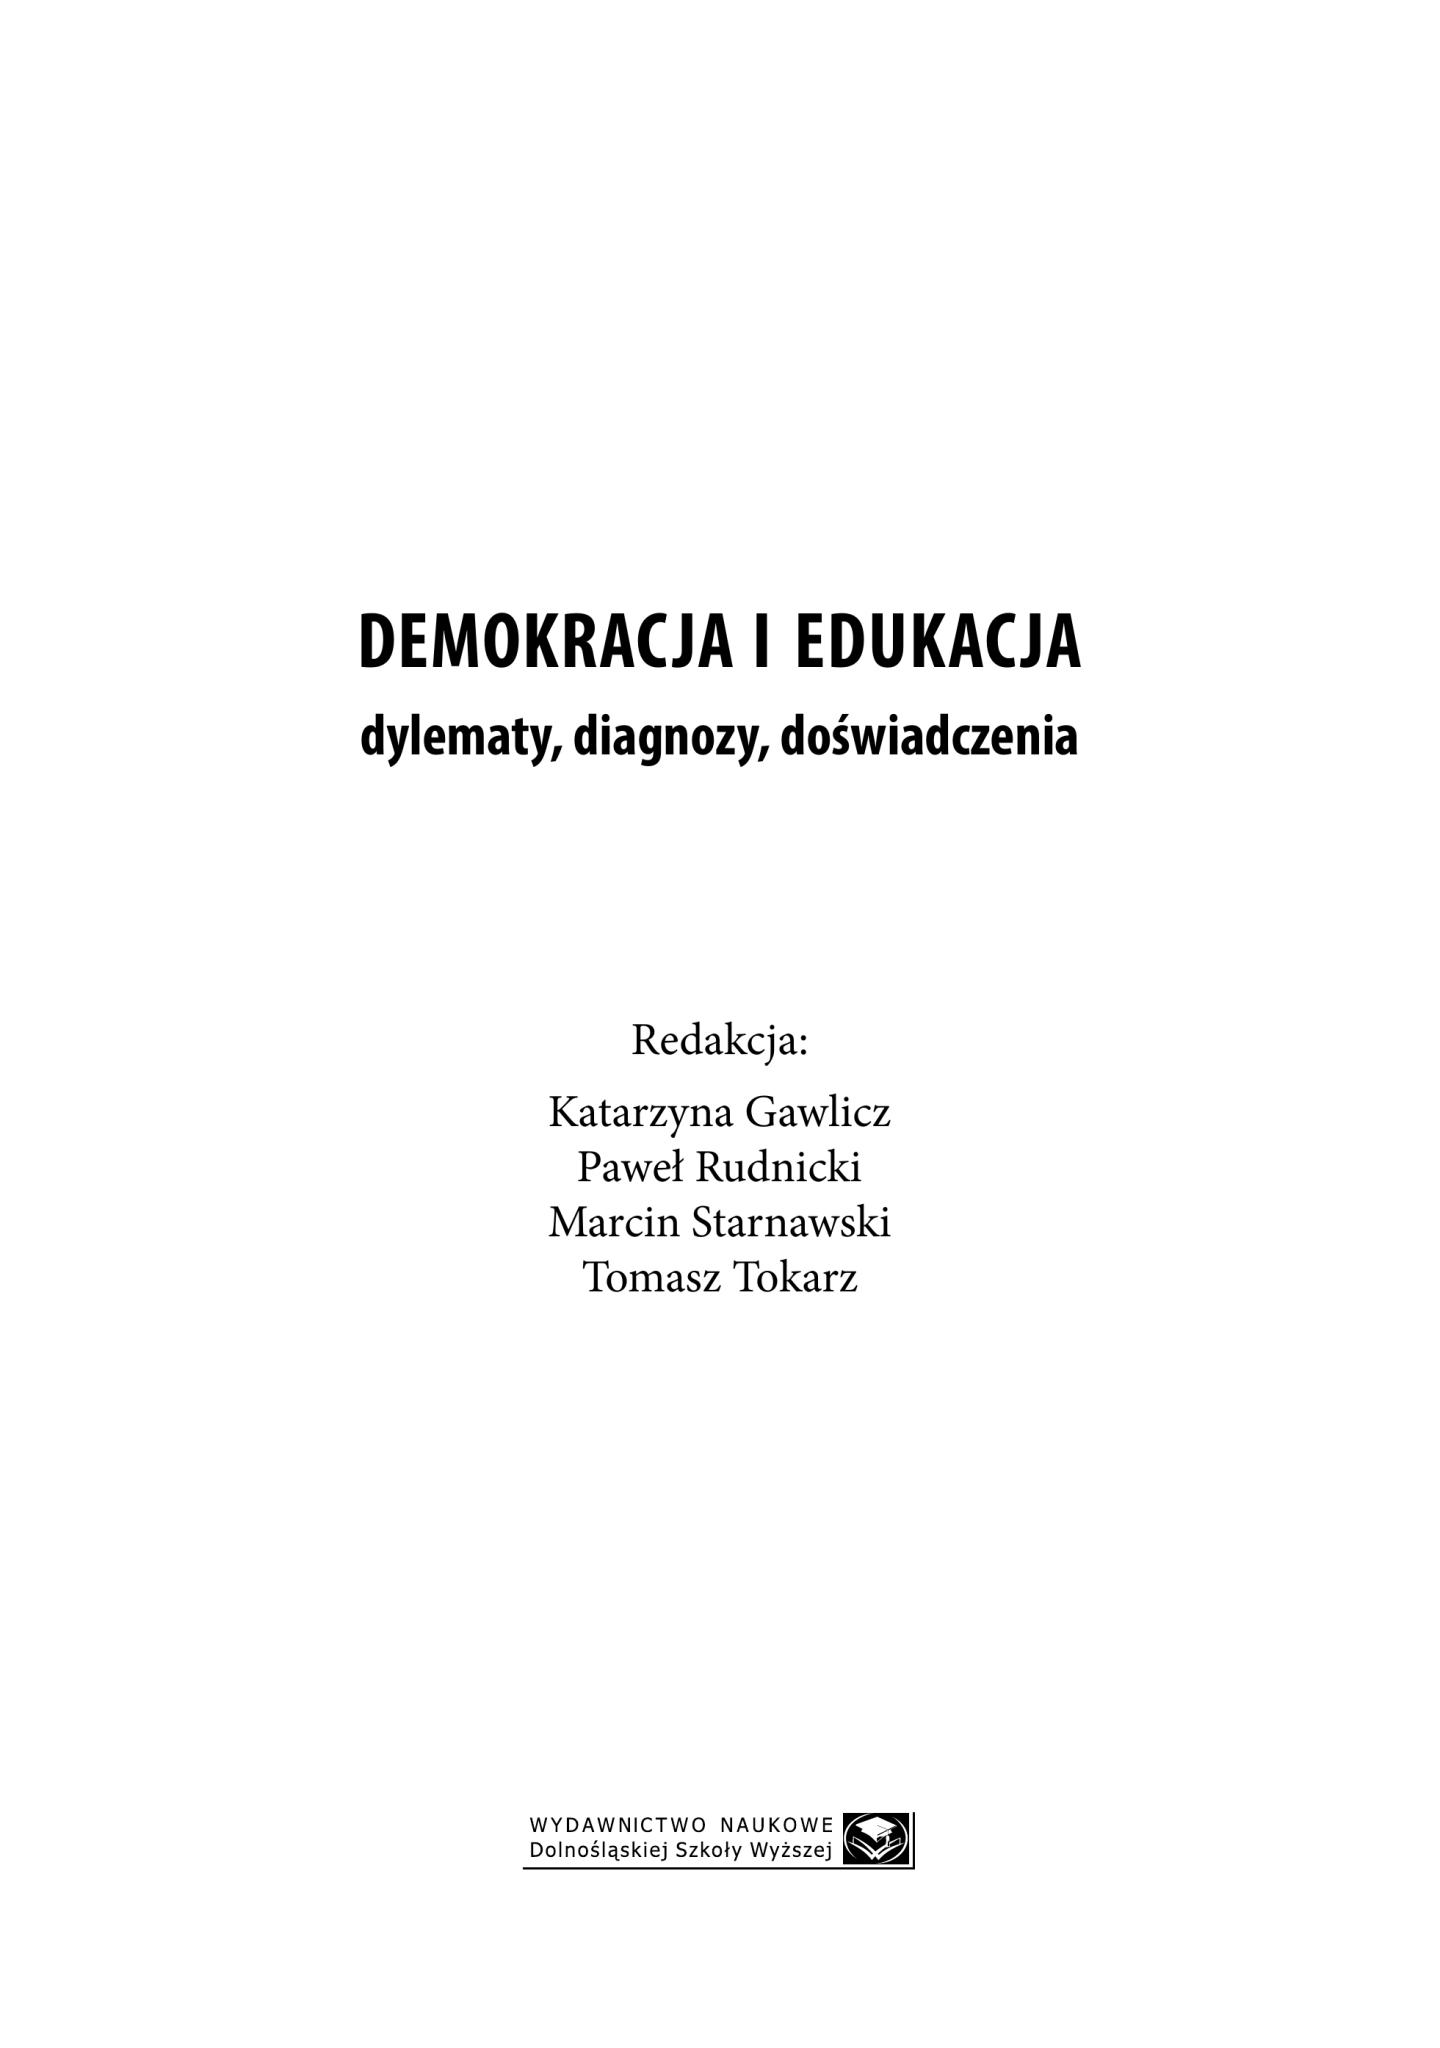 DEMOKRACJA I EDUKACJA
dylematy, diagnozy, doświadczenia
Redakcja:
Katarzyna Gawlicz
Paweł Rudnicki
Marcin Starnawski
Tomasz Tokarz
WYDAWNICTWO NAUKOWE
Dolnośląskiej Szkoły Wyższej